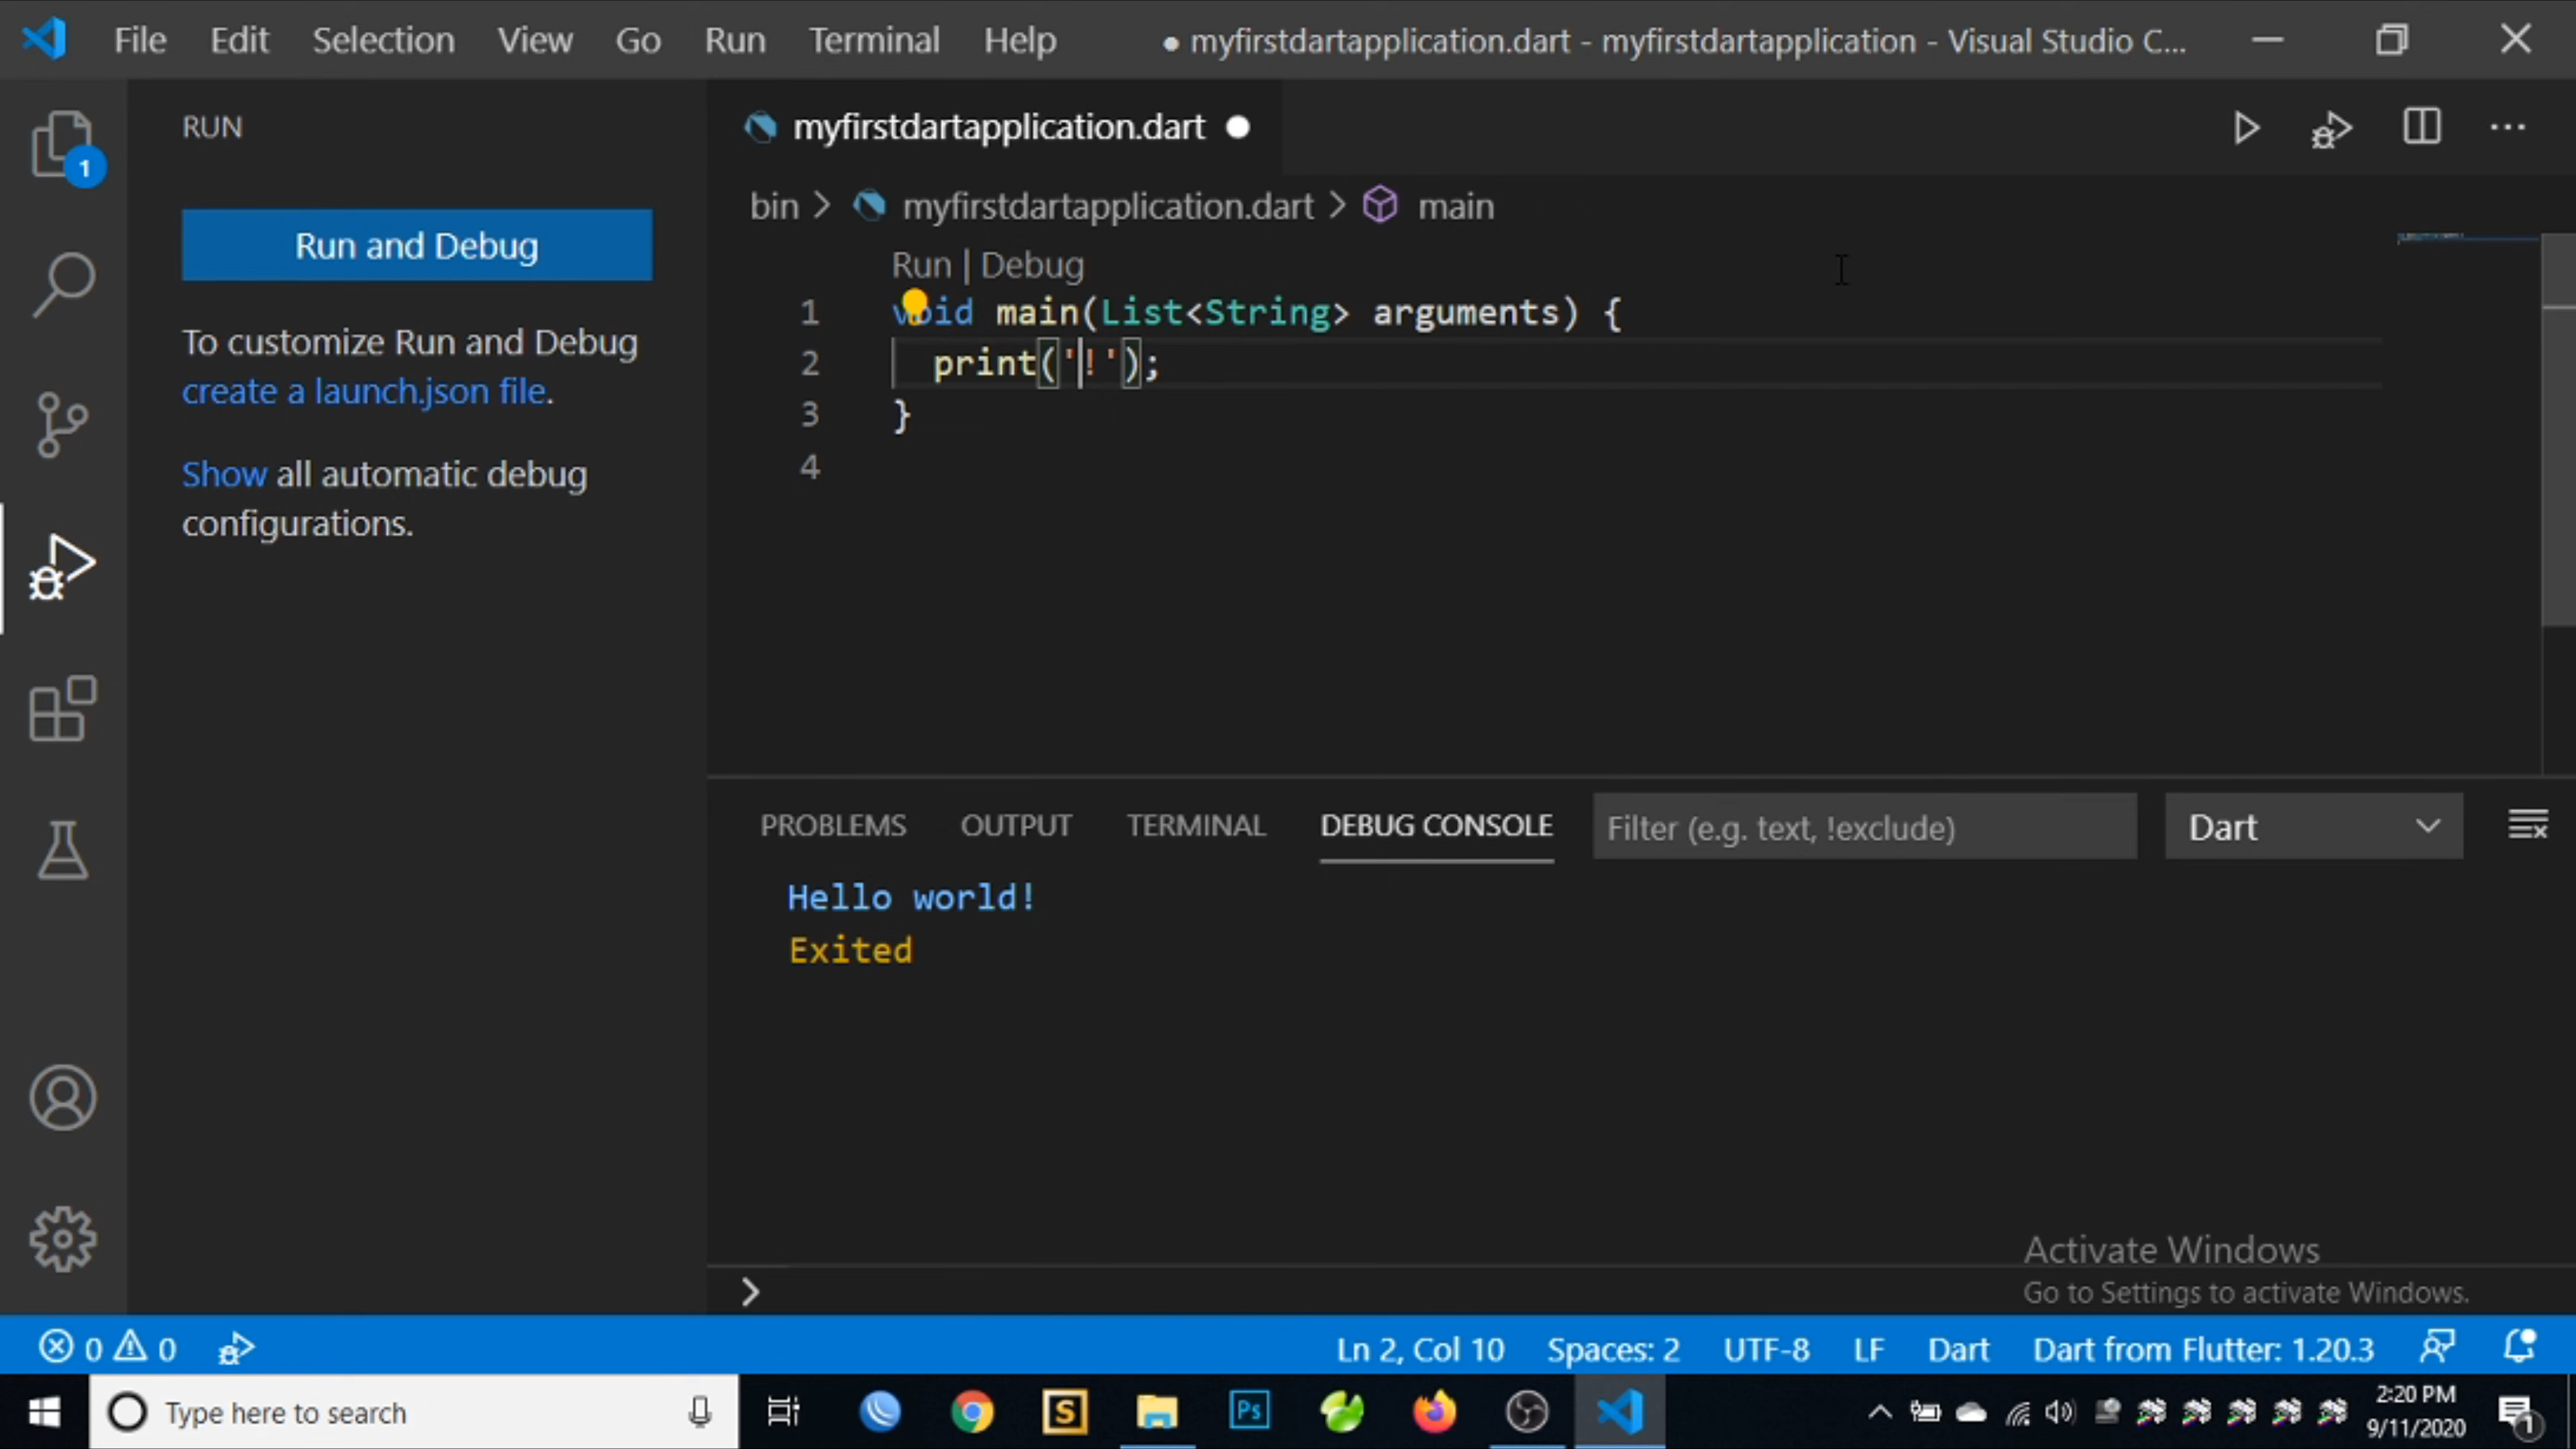 File Edit Selection View Go Run Terminal Help ● myfirstdartapplication.dart - myfirstdartapplication - Visual Studio C...
RUN
Run and Debug
To customize Run and Debug
create a launch.json file.
Show all automatic debug
configurations.
1
myfirstdartapplication.dart
bin > myfirstdartapplication.dart > main
Run | Debug
1 void main(List<String> arguments) {
2 print('!');
3 }
4
PROBLEMS OUTPUT TERMINAL DEBUG CONSOLE Filter (e.g. text, !exclude) Dart
Hello world!
Exited
>
Activate Windows
Go to Settings to activate Windows.
0 0 Ln 2, Col 10 Spaces: 2 UTF-8 LF Dart Dart from Flutter: 1.20.3
Type here to search S Ps 2:20 PM
9/11/2020
1